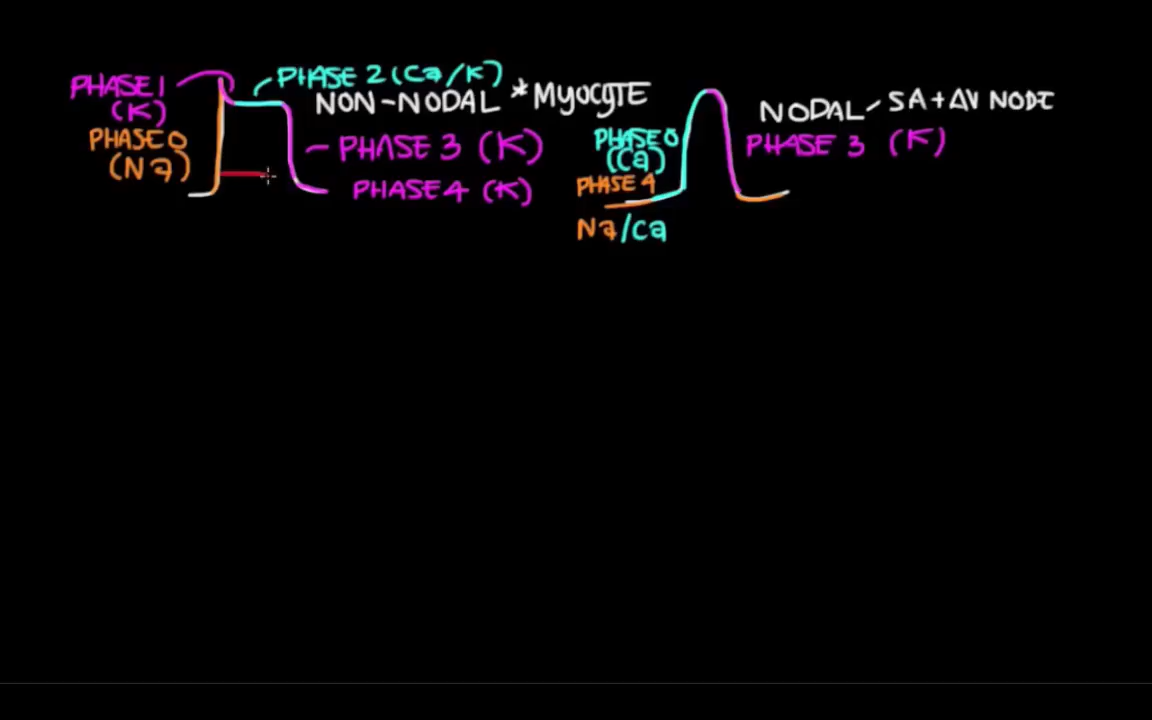 PHASE 1
(K)
PHASE 0
(Na)
PHASE 2 (Ca/K)
NON-NODAL *MYOCYTE
PHASE 3 (K)
PHASE 4 (K)
PHASE 0
(Ca)
PHASE 4
Na/Ca
NODAL - SA + AV NODE
PHASE 3 (K)